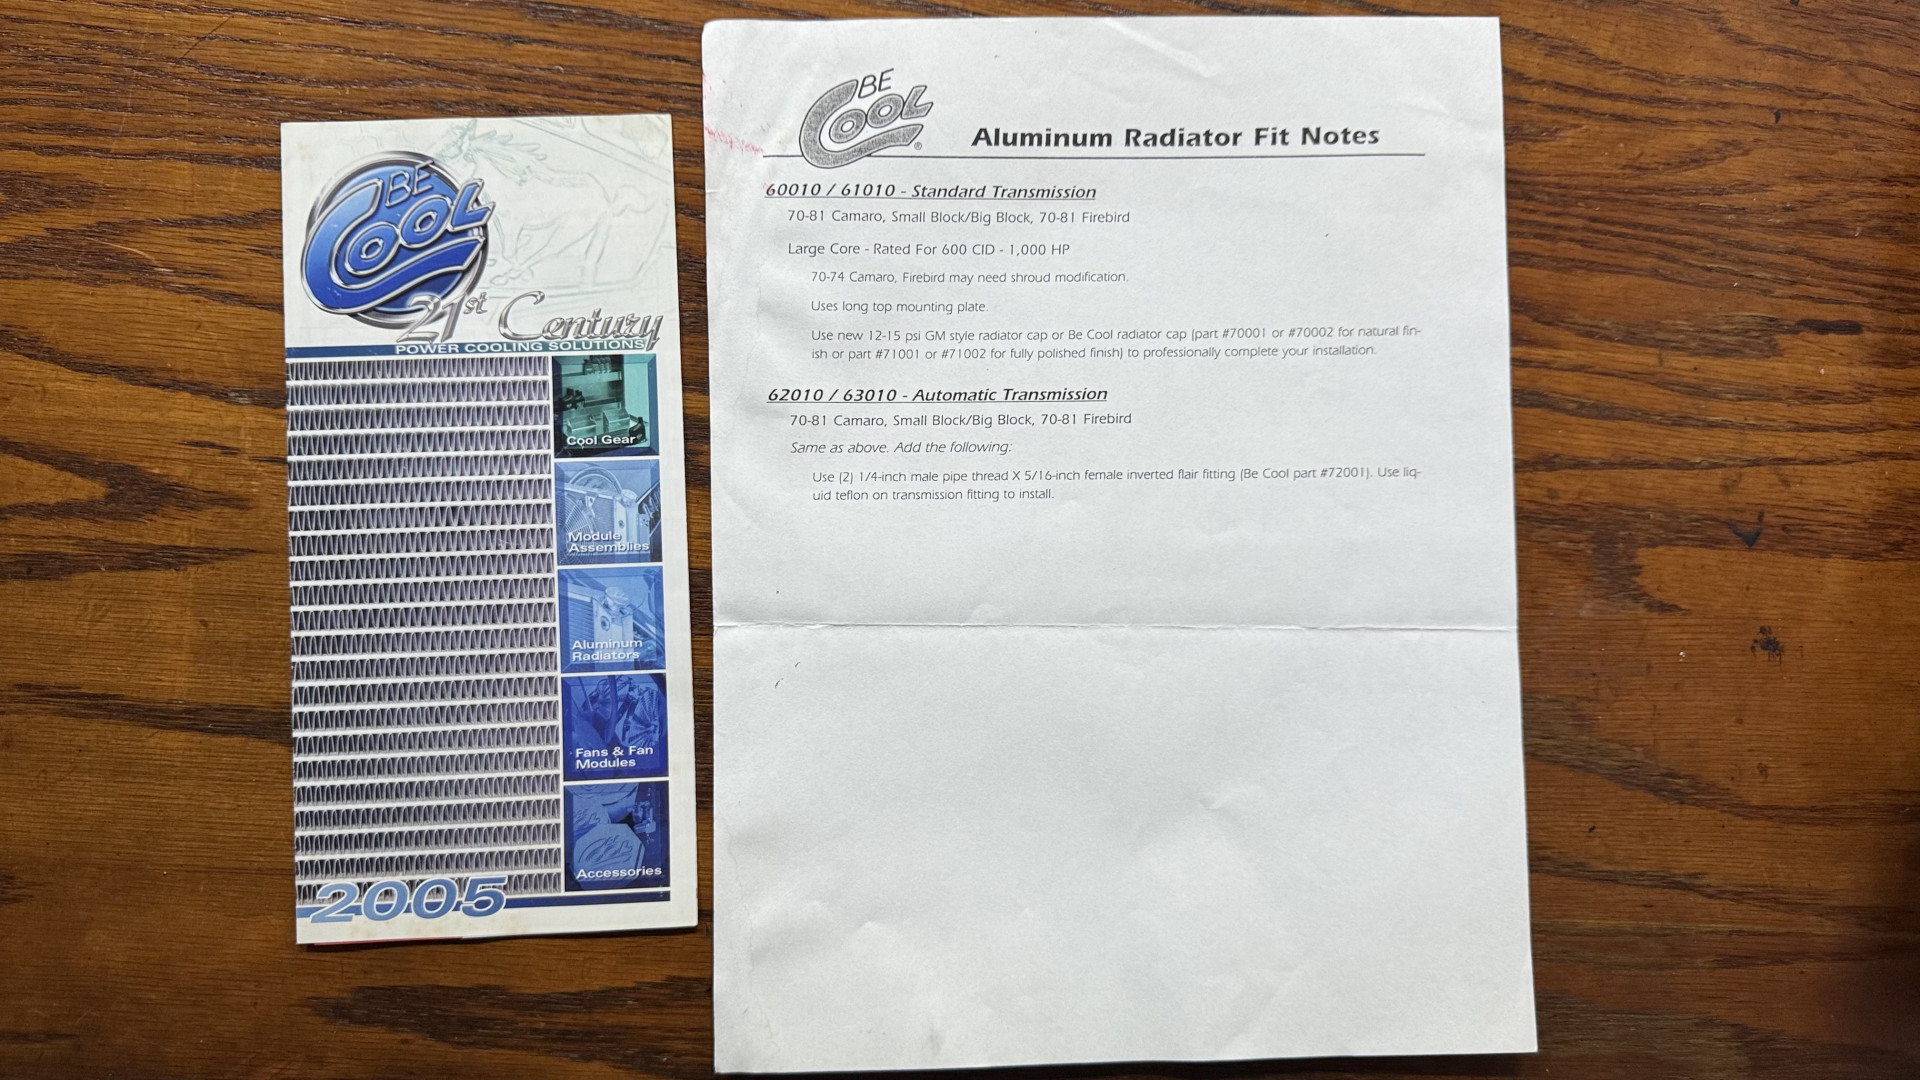 BE
COOL
21st Century
POWER COOLING SOLUTIONS
Cool Gear
Module
Assemblies
Aluminum
Radiators
Fans & Fan
Modules
Accessories
2005
BE
COOL®
Aluminum Radiator Fit Notes
60010 / 61010 - Standard Transmission
70-81 Camaro, Small Block/Big Block, 70-81 Firebird
Large Core - Rated For 600 CID - 1,000 HP
70-74 Camaro, Firebird may need shroud modification.
Uses long top mounting plate.
Use new 12-15 psi GM style radiator cap or Be Cool radiator cap (part #70001 or #70002 for natural fin-
ish or part #71001 or #71002 for fully polished finish) to professionally complete your installation.
62010 / 63010 - Automatic Transmission
70-81 Camaro, Small Block/Big Block, 70-81 Firebird
Same as above. Add the following:
Use (2) 1/4-inch male pipe thread X 5/16-inch female inverted flair fitting (Be Cool part #72001). Use liq-
uid teflon on transmission fitting to install.